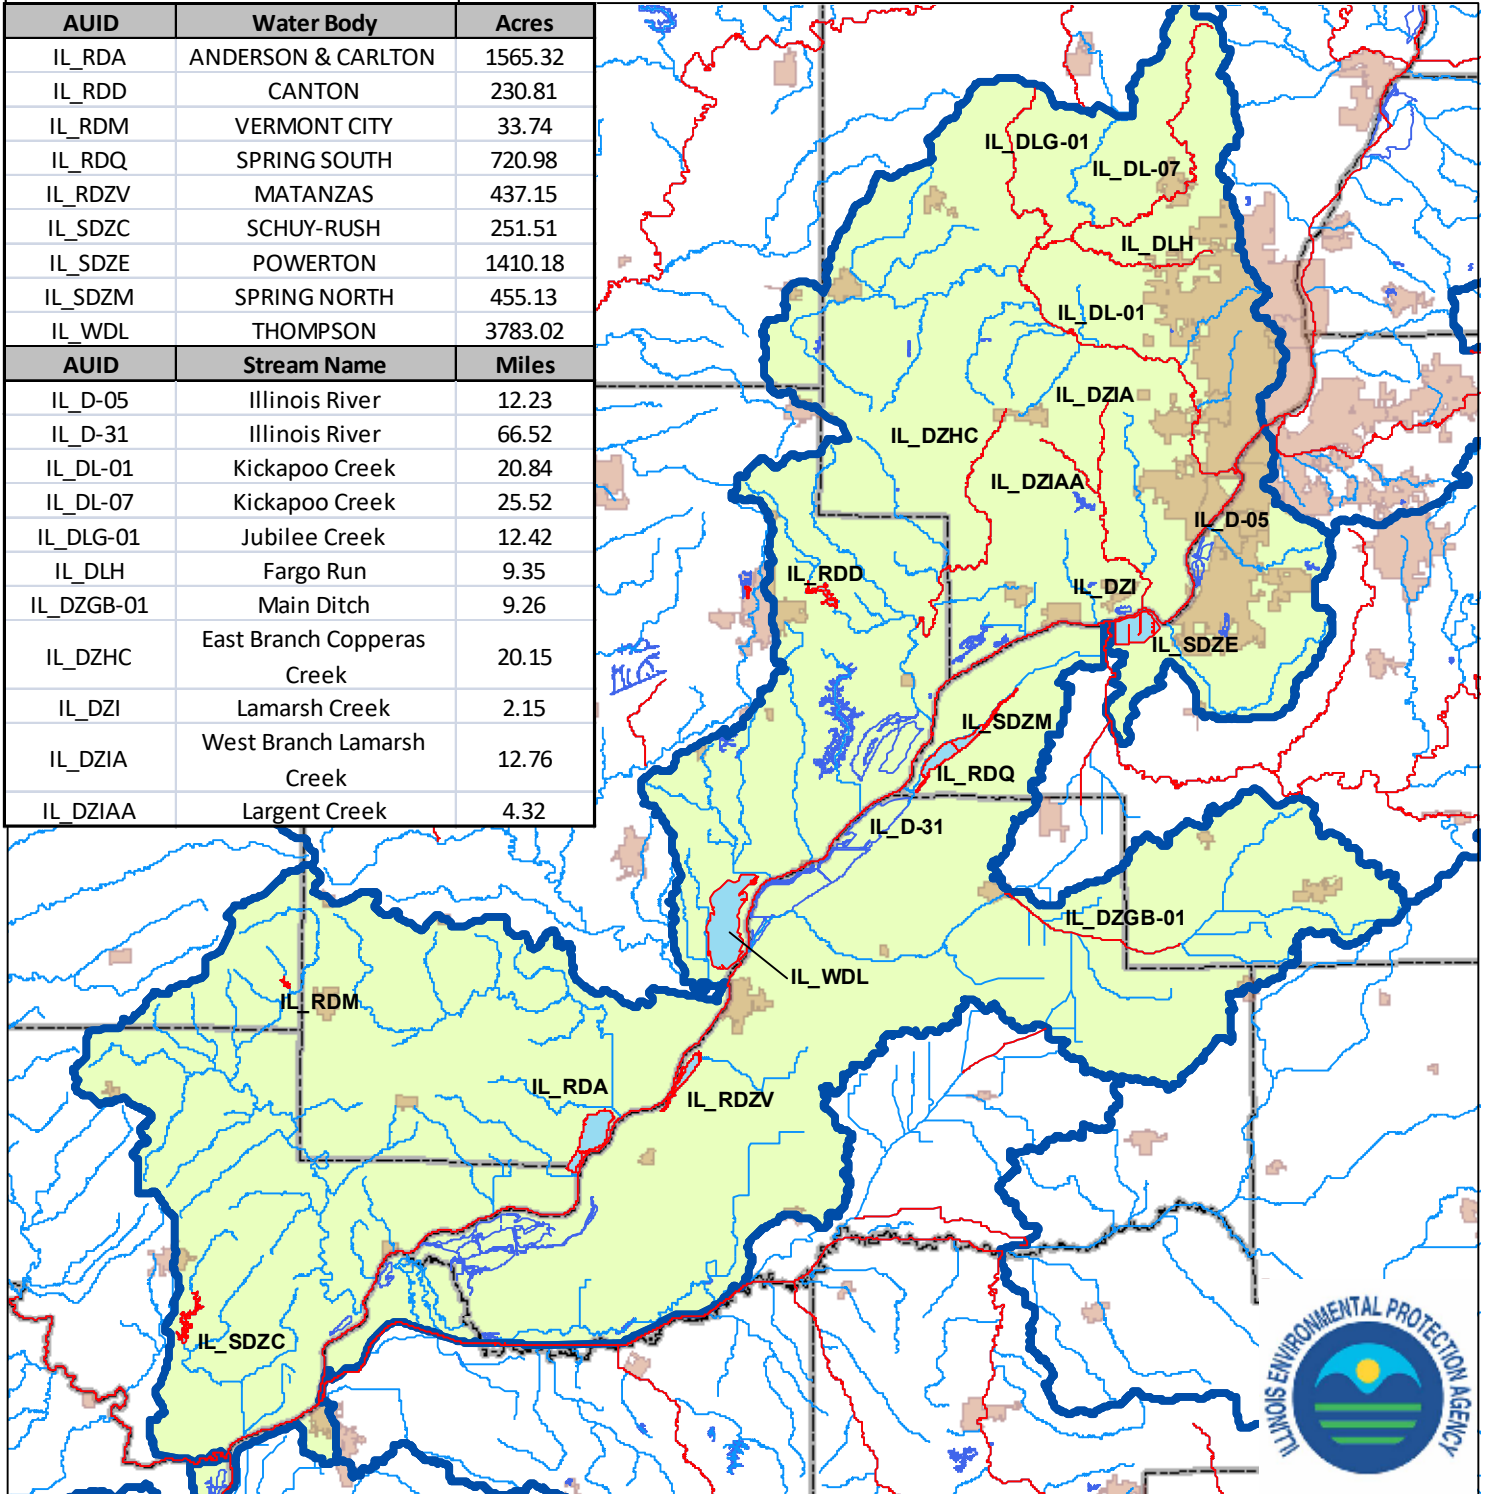 AUID Water Body Acres
IL_RDA ANDERSON & CARLTON 1565.32
IL_RDD CANTON 230.81
IL_RDM VERMONT CITY 33.74
IL_RDQ SPRING SOUTH 720.98
IL_RDZV MATANZAS 437.15
IL_SDZC SCHUY-RUSH 251.51
IL_SDZE POWERTON 1410.18
IL_SDZM SPRING NORTH 455.13
IL_WDL THOMPSON 3783.02
AUID Stream Name Miles
IL_D-05 Illinois River 12.23
IL_D-31 Illinois River 66.52
IL_DL-01 Kickapoo Creek 20.84
IL_DL-07 Kickapoo Creek 25.52
IL_DLG-01 Jubilee Creek 12.42
IL_DLH Fargo Run 9.35
IL_DZGB-01 Main Ditch 9.26
IL_DZHC East Branch Copperas
Creek 20.15
IL_DZI Lamarsh Creek 2.15
IL_DZIA West Branch Lamarsh
Creek 12.76
IL_DZIAA Largent Creek 4.32
IL_DLG-01
IL_DL-07
IL_DLH
IL_DL-01
IL_DZIA
IL_DZHC
IL_DZIAA
IL_D-05
IL_RDD
IL_DZI
IL_SDZE
IL_SDZM
IL_RDQ
IL_D-31
IL_DZGB-01
IL_WDL
IL_RDM
IL_RDA
IL_RDZV
IL_SDZC
ILLINOIS ENVIRONMENTAL PROTECTION AGENCY